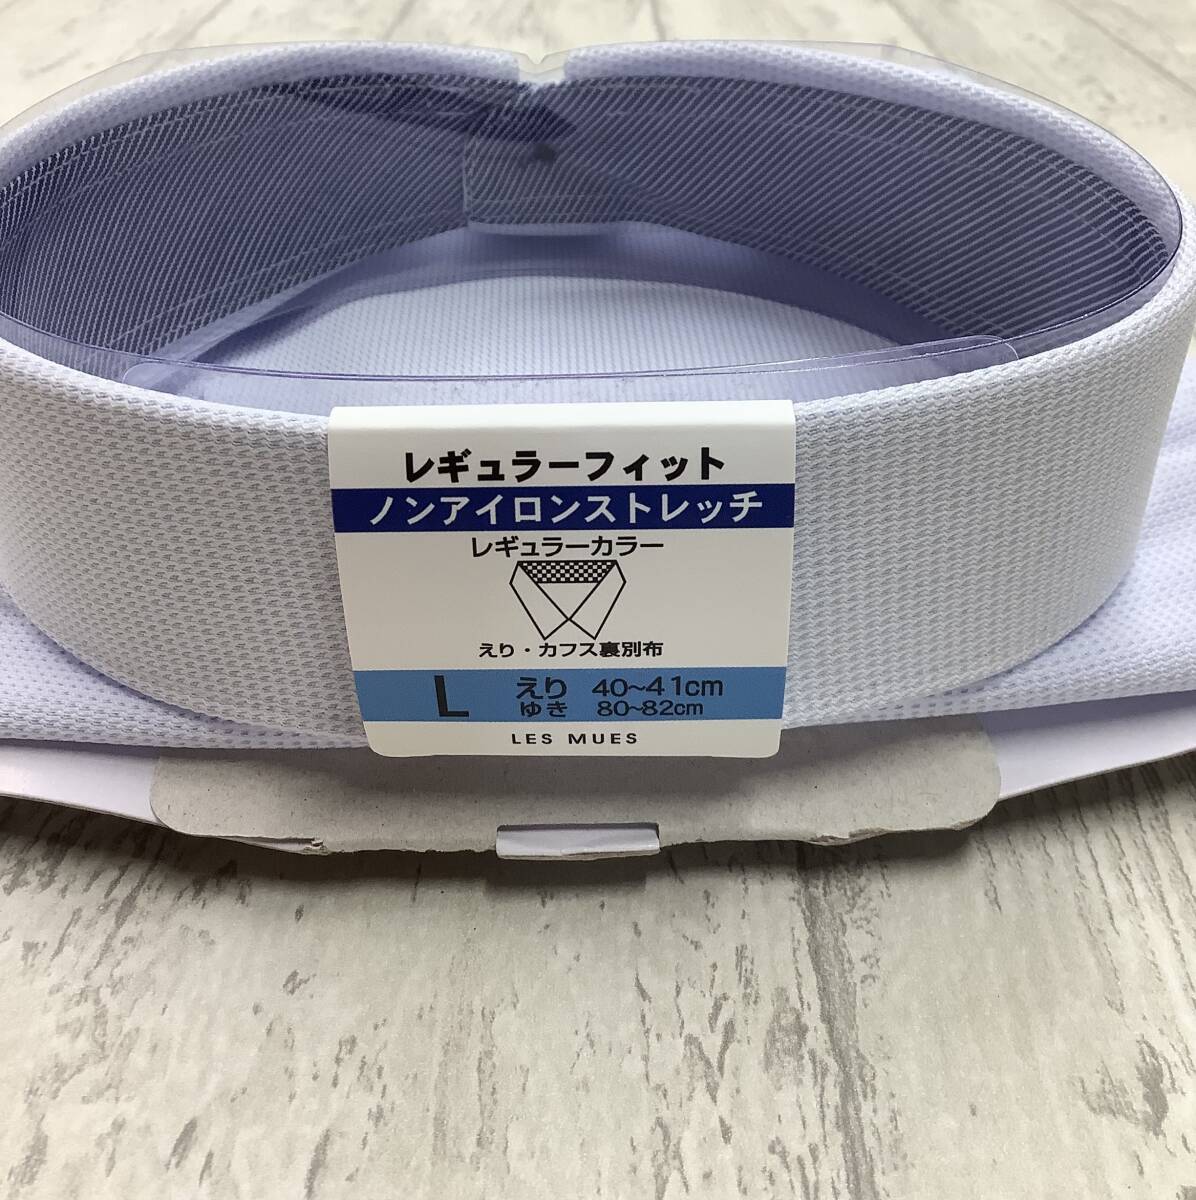 レギュラーフィット
ノンアイロンストレッチ
レギュラーカラー
えり・カフス裏別布
L えり 40~41cm
ゆき 80~82cm
LES MUES